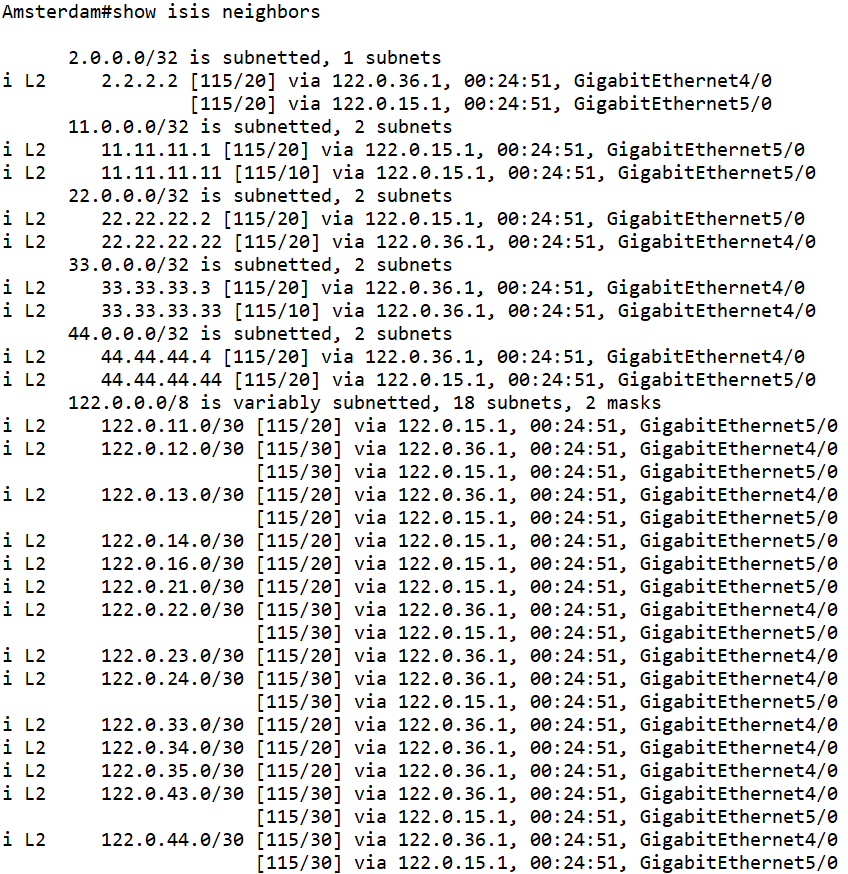 Amsterdam#show isis neighbors
2.0.0.0/32 is subnetted, 1 subnets
i L2 2.2.2.2 [115/20] via 122.0.36.1, 00:24:51, GigabitEthernet4/0
[115/20] via 122.0.15.1, 00:24:51, GigabitEthernet5/0
11.0.0.0/32 is subnetted, 2 subnets
i L2 11.11.11.1 [115/20] via 122.0.15.1, 00:24:51, GigabitEthernet5/0
i L2 11.11.11.11 [115/10] via 122.0.15.1, 00:24:51, GigabitEthernet5/0
22.0.0.0/32 is subnetted, 2 subnets
i L2 22.22.22.2 [115/20] via 122.0.15.1, 00:24:51, GigabitEthernet5/0
i L2 22.22.22.22 [115/20] via 122.0.36.1, 00:24:51, GigabitEthernet4/0
33.0.0.0/32 is subnetted, 2 subnets
i L2 33.33.33.3 [115/20] via 122.0.36.1, 00:24:51, GigabitEthernet4/0
i L2 33.33.33.33 [115/10] via 122.0.36.1, 00:24:51, GigabitEthernet4/0
44.0.0.0/32 is subnetted, 2 subnets
i L2 44.44.44.4 [115/20] via 122.0.36.1, 00:24:51, GigabitEthernet4/0
i L2 44.44.44.44 [115/20] via 122.0.15.1, 00:24:51, GigabitEthernet5/0
122.0.0.0/8 is variably subnetted, 18 subnets, 2 masks
i L2 122.0.11.0/30 [115/20] via 122.0.15.1, 00:24:51, GigabitEthernet5/0
i L2 122.0.12.0/30 [115/30] via 122.0.36.1, 00:24:51, GigabitEthernet4/0
[115/30] via 122.0.15.1, 00:24:51, GigabitEthernet5/0
i L2 122.0.13.0/30 [115/20] via 122.0.36.1, 00:24:51, GigabitEthernet4/0
[115/20] via 122.0.15.1, 00:24:51, GigabitEthernet5/0
i L2 122.0.14.0/30 [115/20] via 122.0.15.1, 00:24:51, GigabitEthernet5/0
i L2 122.0.16.0/30 [115/20] via 122.0.15.1, 00:24:51, GigabitEthernet5/0
i L2 122.0.21.0/30 [115/20] via 122.0.15.1, 00:24:51, GigabitEthernet5/0
i L2 122.0.22.0/30 [115/30] via 122.0.36.1, 00:24:51, GigabitEthernet4/0
[115/30] via 122.0.15.1, 00:24:51, GigabitEthernet5/0
i L2 122.0.23.0/30 [115/20] via 122.0.36.1, 00:24:51, GigabitEthernet4/0
i L2 122.0.24.0/30 [115/30] via 122.0.36.1, 00:24:51, GigabitEthernet4/0
[115/30] via 122.0.15.1, 00:24:51, GigabitEthernet5/0
i L2 122.0.33.0/30 [115/20] via 122.0.36.1, 00:24:51, GigabitEthernet4/0
i L2 122.0.34.0/30 [115/20] via 122.0.36.1, 00:24:51, GigabitEthernet4/0
i L2 122.0.35.0/30 [115/20] via 122.0.36.1, 00:24:51, GigabitEthernet4/0
i L2 122.0.43.0/30 [115/30] via 122.0.36.1, 00:24:51, GigabitEthernet4/0
[115/30] via 122.0.15.1, 00:24:51, GigabitEthernet5/0
i L2 122.0.44.0/30 [115/30] via 122.0.36.1, 00:24:51, GigabitEthernet4/0
[115/30] via 122.0.15.1, 00:24:51, GigabitEthernet5/0